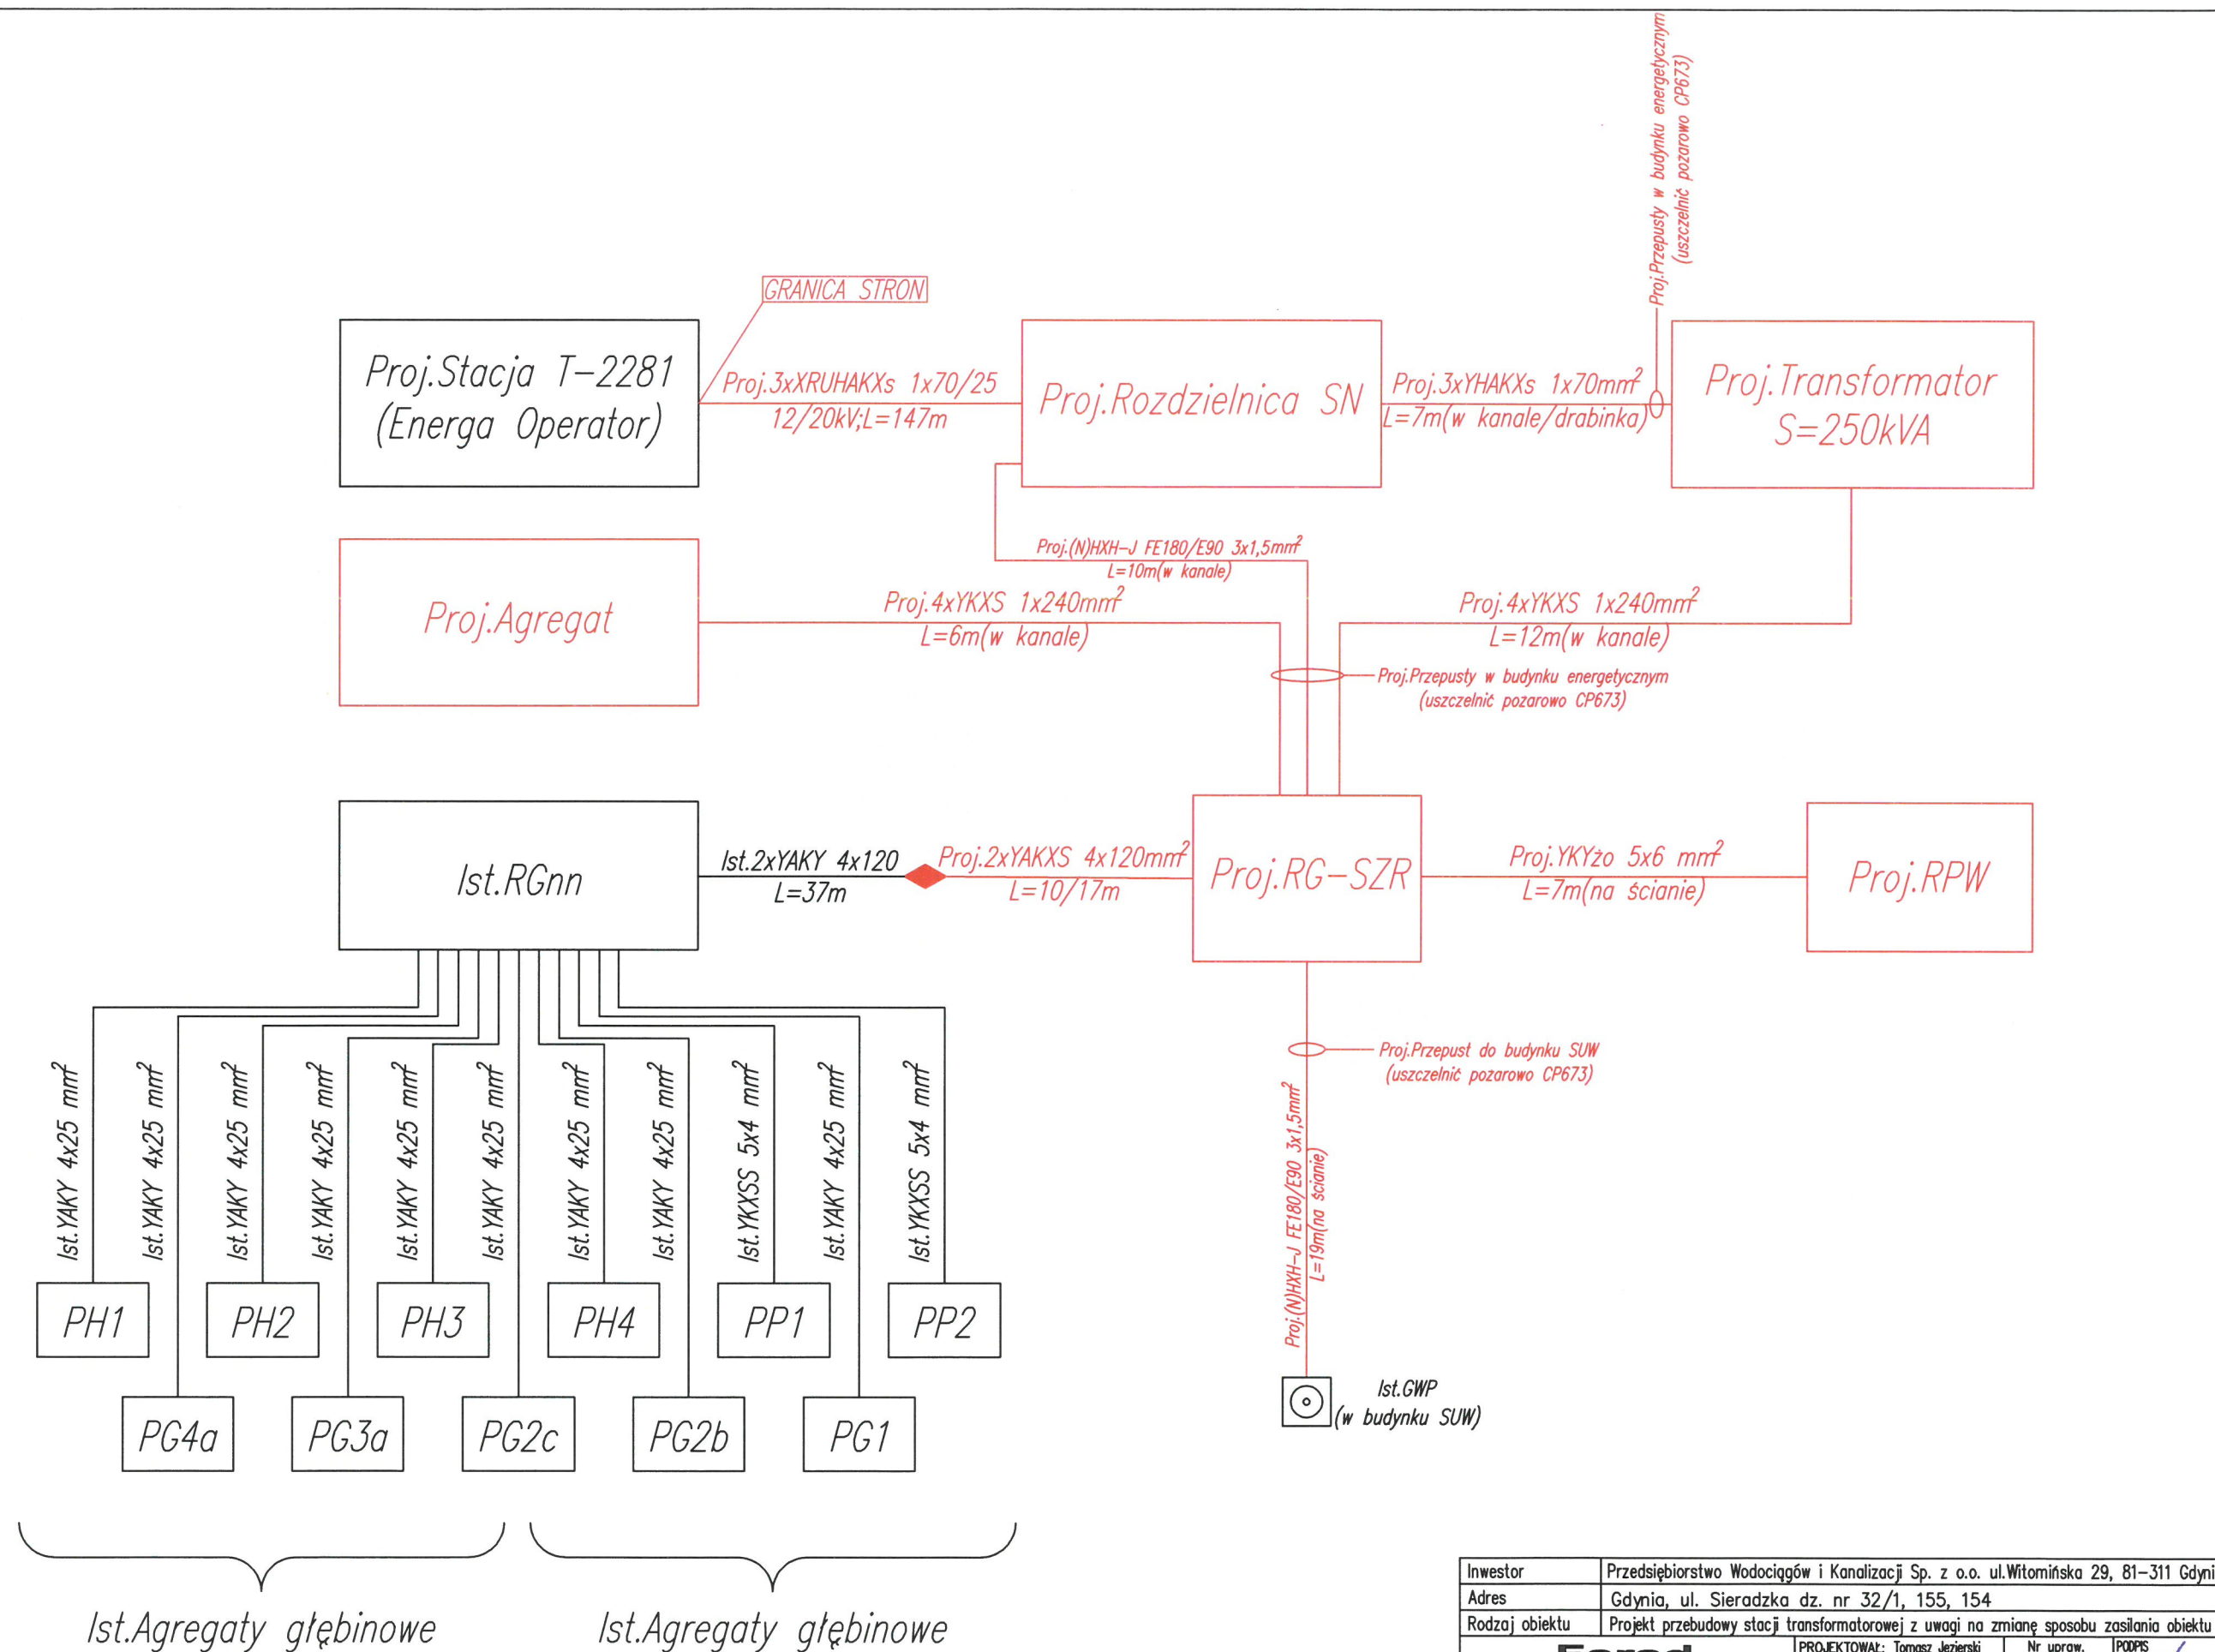 Proj.Przepusty w budynku energetycznym
(uszczelnić pozarowo CP673)
GRANICA STRON
Proj.Stacja T-2281
(Energa Operator)
Proj.3xXRUHAKXs 1x70/25
12/20kV;L=147m
Proj.Rozdzielnica SN
Proj.3xYHAKXs 1x70mm²
L=7m(w kanale/drabinka)
Proj.Transformator
S=250kVA
Proj.(N)HXH-J FE180/E90 3x1,5mm²
L=10m(w kanale)
Proj.Agregat
Proj.4xYKXS 1x240mm²
L=6m(w kanale)
Proj.4xYKXS 1x240mm²
L=12m(w kanale)
Proj.Przepusty w budynku energetycznym
(uszczelnić pozarowo CP673)
Ist.RGnn
Ist.2xYAKY 4x120
L=37m
Proj.2xYAKXS 4x120mm²
L=10/17m
Proj.RG-SZR
Proj.YKYżo 5x6 mm²
L=7m(na ścianie)
Proj.RPW
Ist.YAKY 4x25 mm²
Ist.YAKY 4x25 mm²
Ist.YAKY 4x25 mm²
Ist.YAKY 4x25 mm²
Ist.YAKY 4x25 mm²
Ist.YAKY 4x25 mm²
Ist.YAKY 4x25 mm²
Ist.YAKY 4x25 mm²
Ist.YKXSS 5x4 mm²
Ist.YAKY 4x25 mm²
Ist.YKXSS 5x4 mm²
Proj.Przepust do budynku SUW
(uszczelnić pozarowo CP673)
Proj.(N)HXH-J FE180/E90 3x1,5mm²
L=19m(na ścianie)
PH1
PH2
PH3
PH4
PP1
PP2
PG4a
PG3a
PG2c
PG2b
PG1
Ist.GWP
(w budynku SUW)
Ist.Agregaty głębinowe
Ist.Agregaty głębinowe
Inwestor
Przedsiębiorstwo Wodociągów i Kanalizacji Sp. z o.o. ul.Witomińska 29, 81-311 Gdyni
Adres
Gdynia, ul. Sieradzka dz. nr 32/1, 155, 154
Rodzaj obiektu
Projekt przebudowy stacji transformatorowej z uwagi na zmianę sposobu zasilania obiektu
PROJEKTOWAŁ: Tomasz Jezierski
Nr upraw.
PODPIS